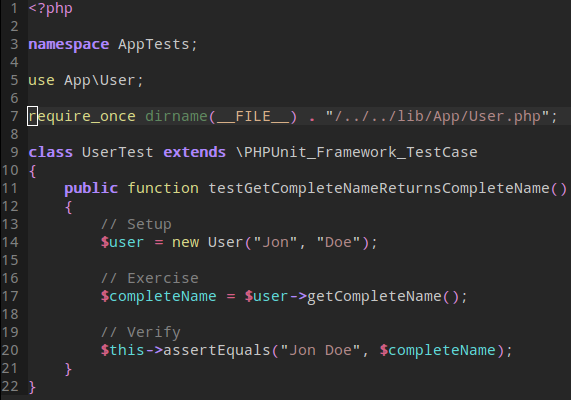 1 <?php
2
3 namespace AppTests;
4
5 use App\User;
6
7 require_once dirname(__FILE__) . "/../../lib/App/User.php";
8
9 class UserTest extends \PHPUnit_Framework_TestCase
10 {
11     public function testGetCompleteNameReturnsCompleteName()
12     {
13         // Setup
14         $user = new User("Jon", "Doe");
15
16         // Exercise
17         $completeName = $user->getCompleteName();
18
19         // Verify
20         $this->assertEquals("Jon Doe", $completeName);
21     }
22 }